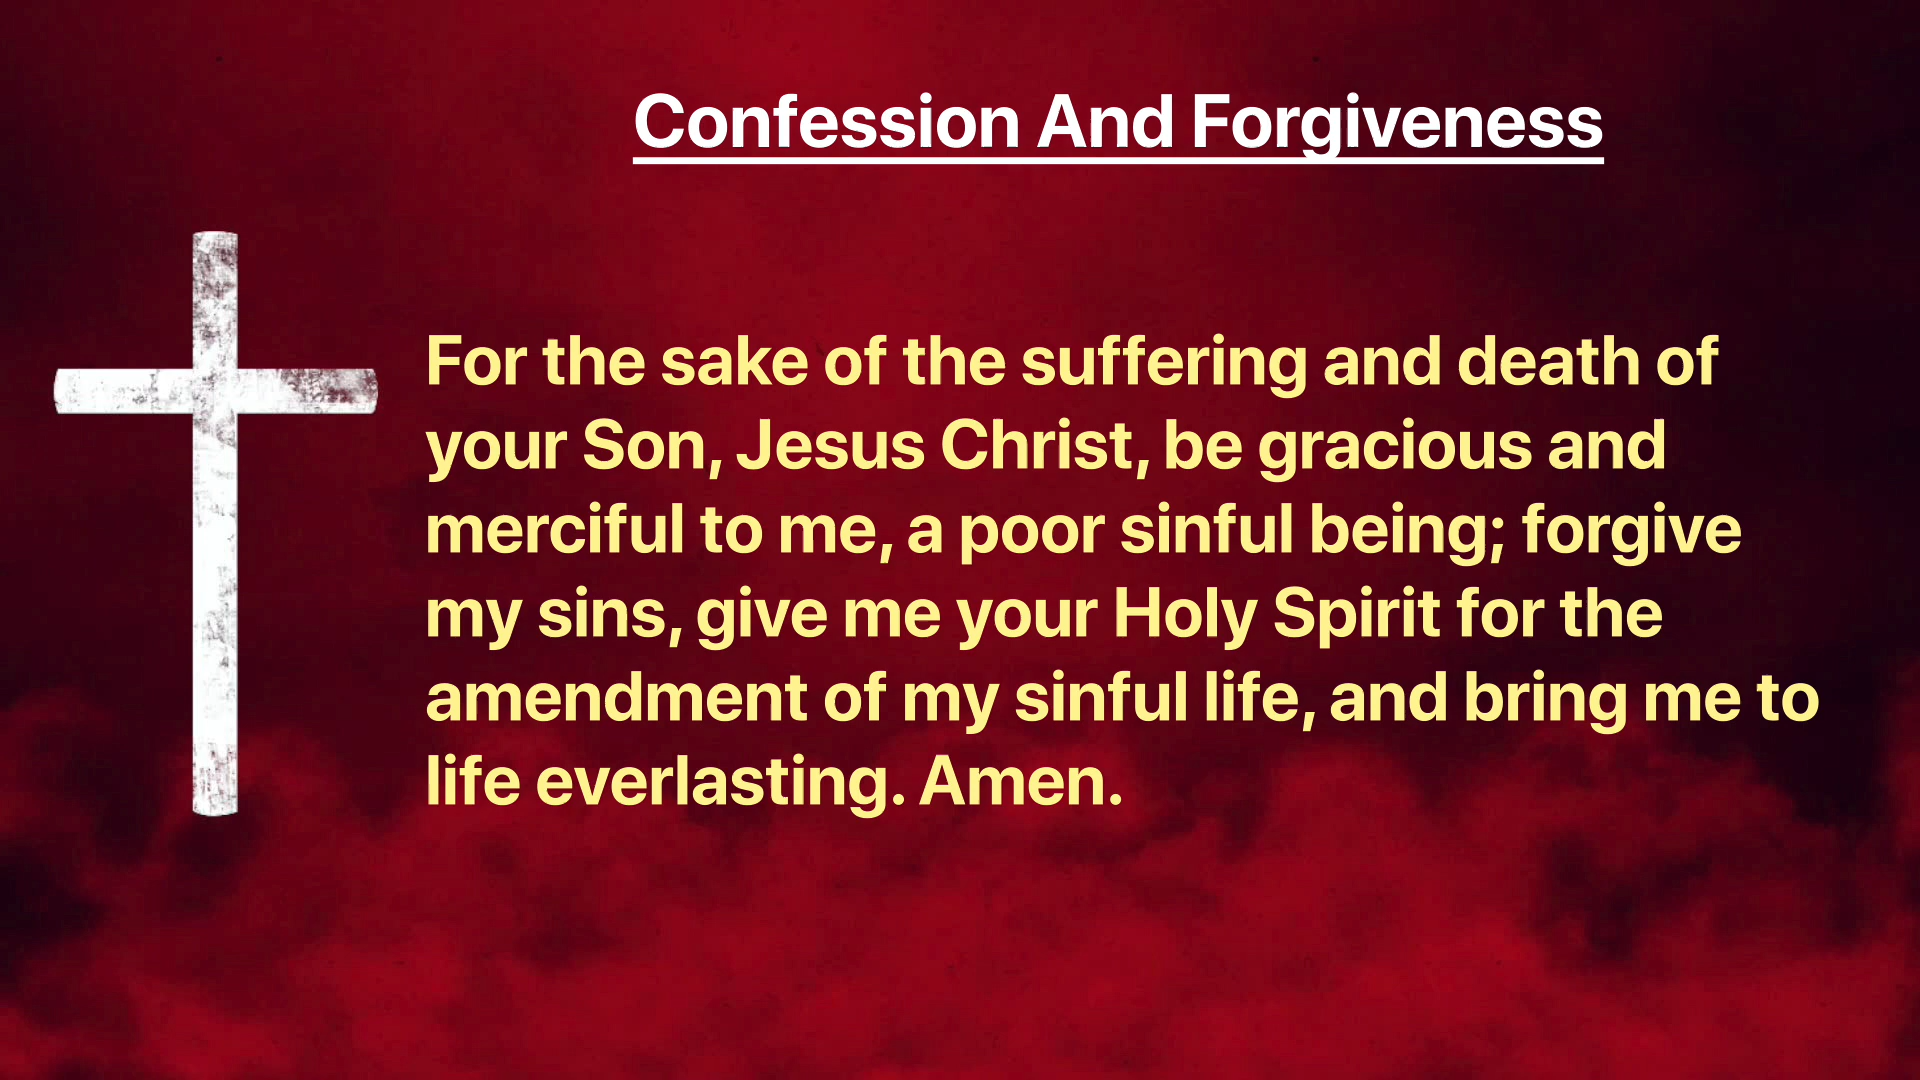 Confession And Forgiveness
For the sake of the suffering and death of
your Son, Jesus Christ, be gracious and
merciful to me, a poor sinful being; forgive
my sins, give me your Holy Spirit for the
amendment of my sinful life, and bring me to
life everlasting. Amen.